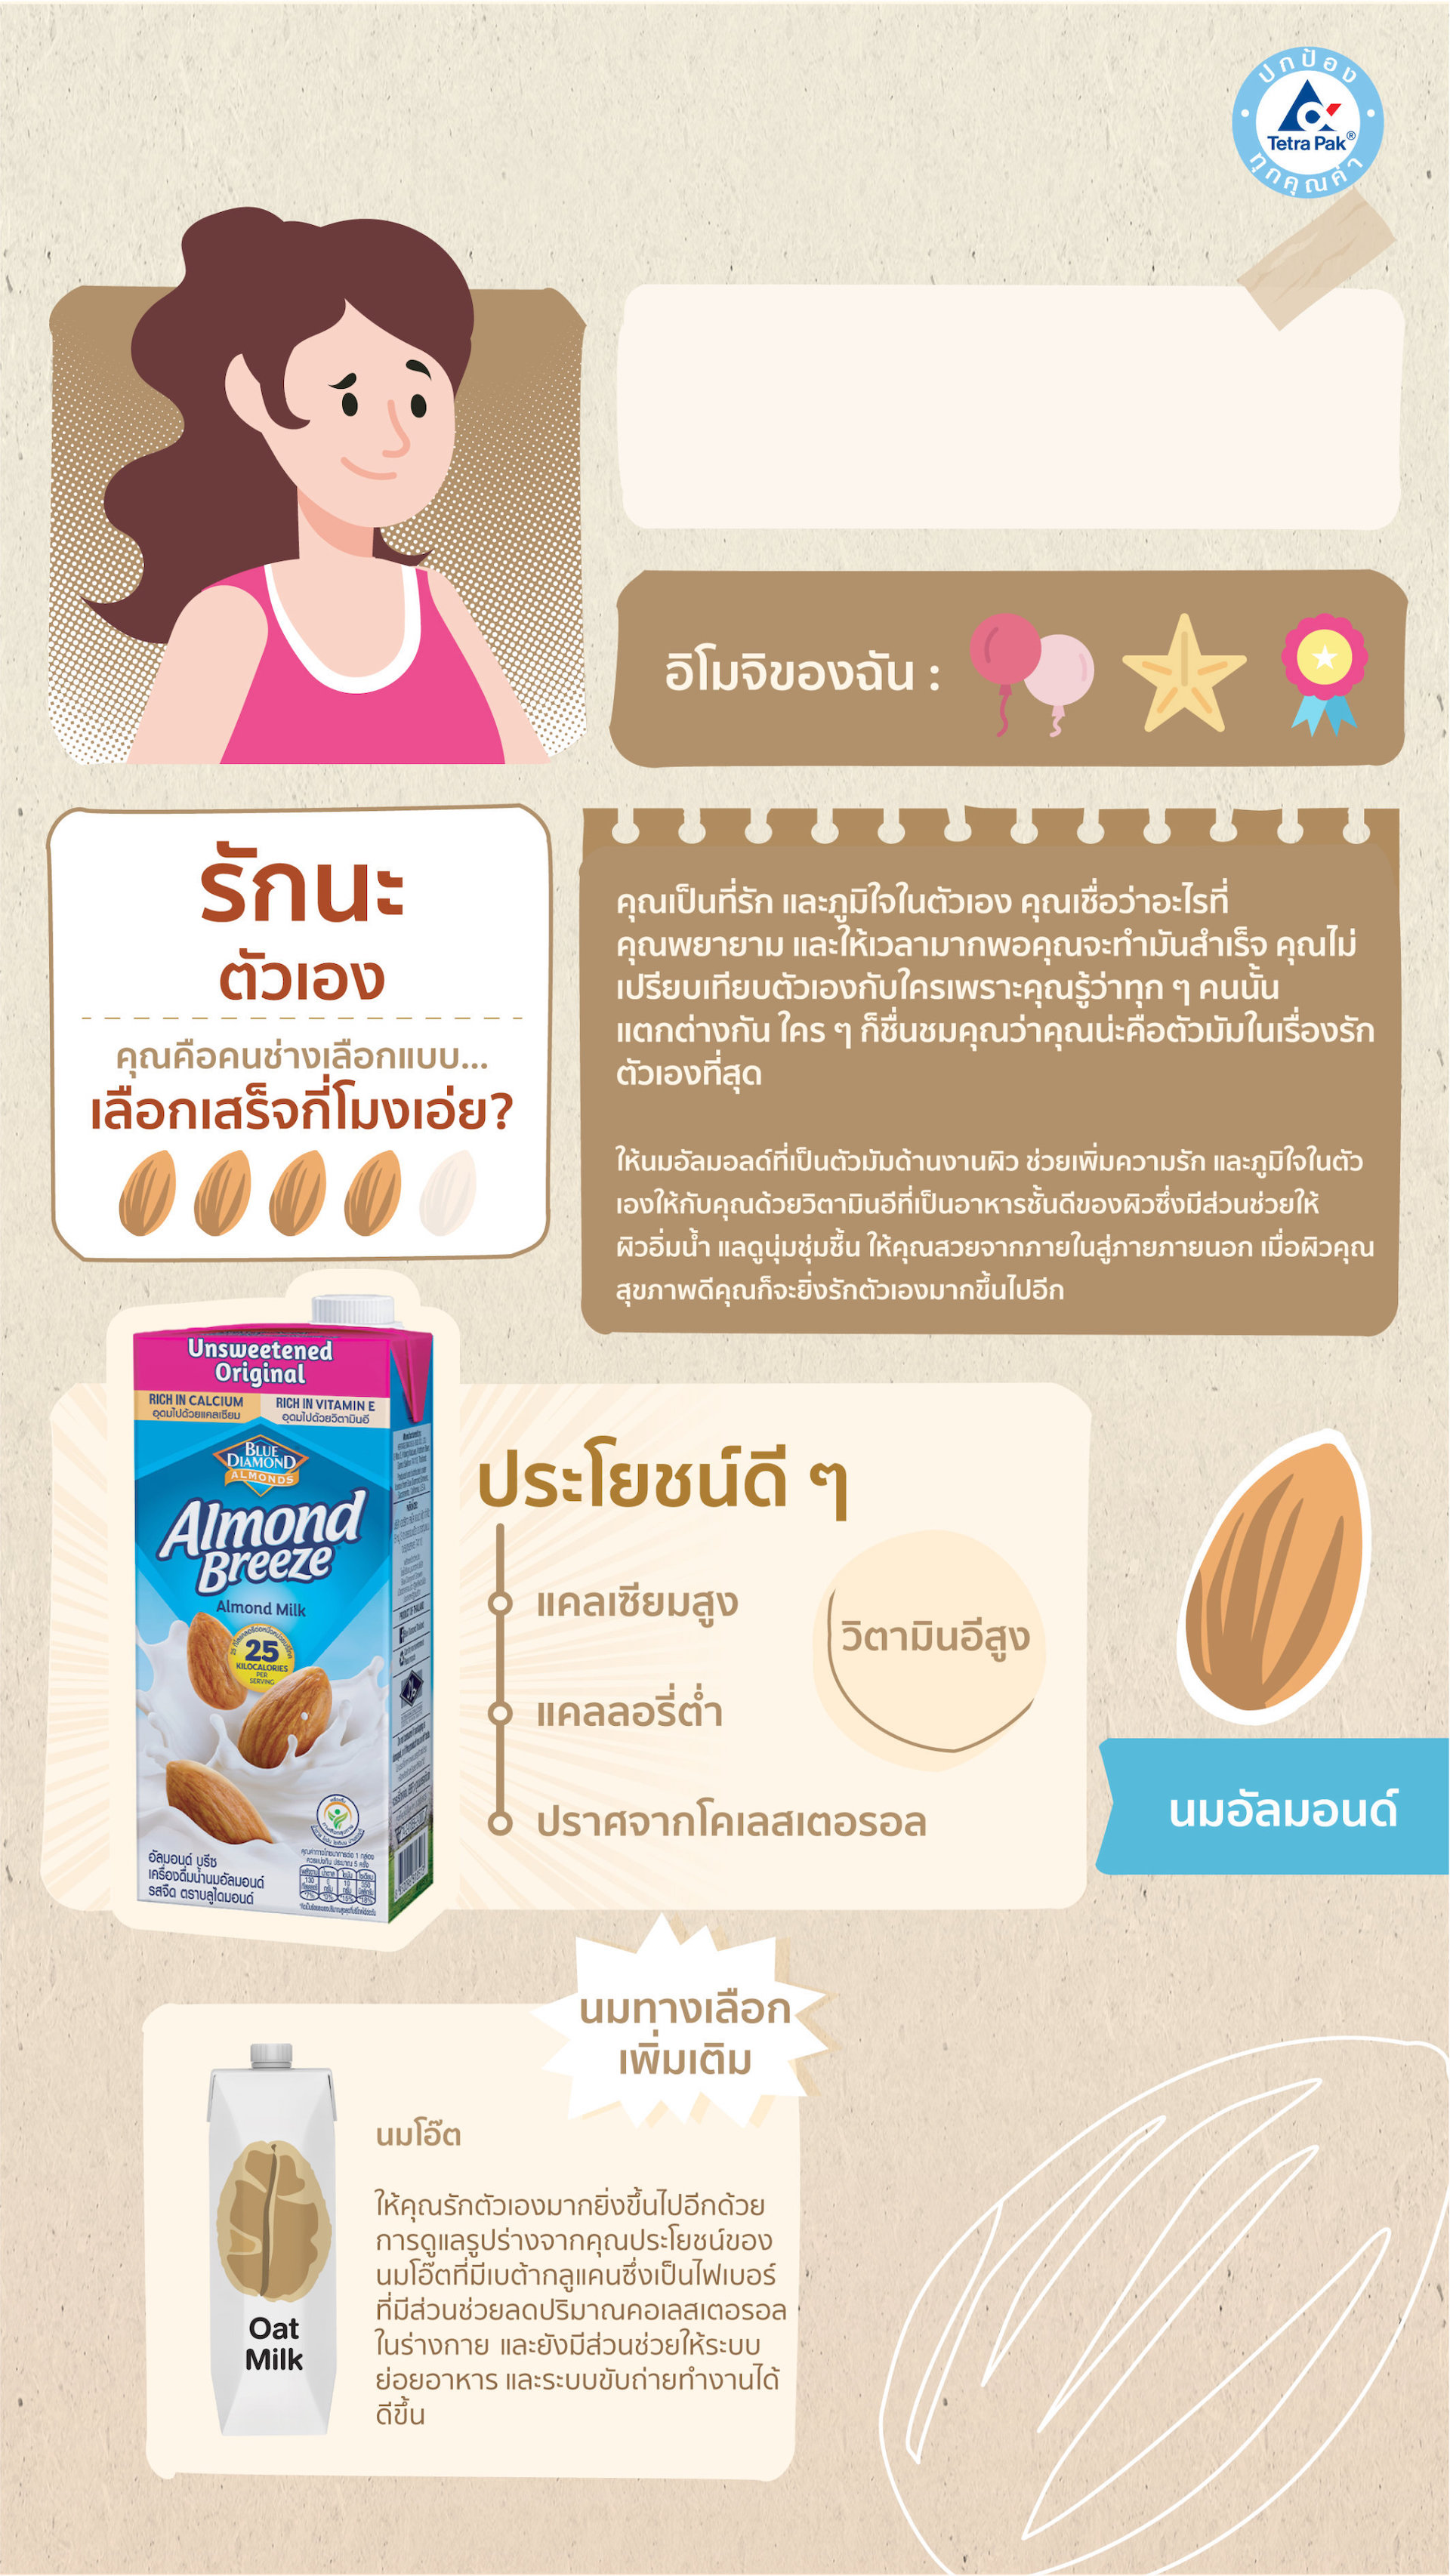 ปกป้อง
Tetra Pak®
ทุกคุณค่า
อิโมจิของฉัน :
รักนะ
ตัวเอง
คุณคือคนช่างเลือกแบบ...
เลือกเสร็จกี่โมงเอ่ย?
คุณเป็นที่รัก และภูมิใจในตัวเอง คุณเชื่อว่าอะไรที่
คุณพยายาม และให้เวลามากพอคุณจะทำมันสำเร็จ คุณไม่
เปรียบเทียบตัวเองกับใครเพราะคุณรู้ว่าทุก ๆ คนนั้น
แตกต่างกัน ใคร ๆ ก็ชื่นชมคุณว่าคุณน่ะคือตัวมัมในเรื่องรัก
ตัวเองที่สุด
ให้นมอัลมอลด์ที่เป็นตัวมัมด้านงานผิว ช่วยเพิ่มความรัก และภูมิใจในตัว
เองให้กับคุณด้วยวิตามินอีที่เป็นอาหารชั้นดีของผิวซึ่งมีส่วนช่วยให้
ผิวอิ่มน้ำ แลดูนุ่มชุ่มชื้น ให้คุณสวยจากภายในสู่ภายภายนอก เมื่อผิวคุณ
สุขภาพดีคุณก็จะยิ่งรักตัวเองมากขึ้นไปอีก
Unsweetened
Original
RICH IN CALCIUM
อุดมไปด้วยแคลเซียม
RICH IN VITAMIN E
อุดมไปด้วยวิตามินอี
BLUE
DIAMOND
ALMONDS
Almond
Breeze
Almond Milk
25
KILOCALORIES
PER
SERVING
อัลมอนด์ บรีซ
เครื่องดื่มน้ำนมอัลมอนด์
รสจืด ตราบลูไดมอนด์
ประโยชน์ดี ๆ
แคลเซียมสูง
แคลลอรี่ต่ำ
ปราศจากโคเลสเตอรอล
วิตามินอีสูง
นมอัลมอนด์
นมทางเลือก
เพิ่มเติม
Oat
Milk
นมโอ๊ต
ให้คุณรักตัวเองมากยิ่งขึ้นไปอีกด้วย
การดูแลรูปร่างจากคุณประโยชน์ของ
นมโอ๊ตที่มีเบต้ากลูแคนซึ่งเป็นไฟเบอร์
ที่มีส่วนช่วยลดปริมาณคอเลสเตอรอล
ในร่างกาย และยังมีส่วนช่วยให้ระบบ
ย่อยอาหาร และระบบขับถ่ายทำงานได้
ดีขึ้น